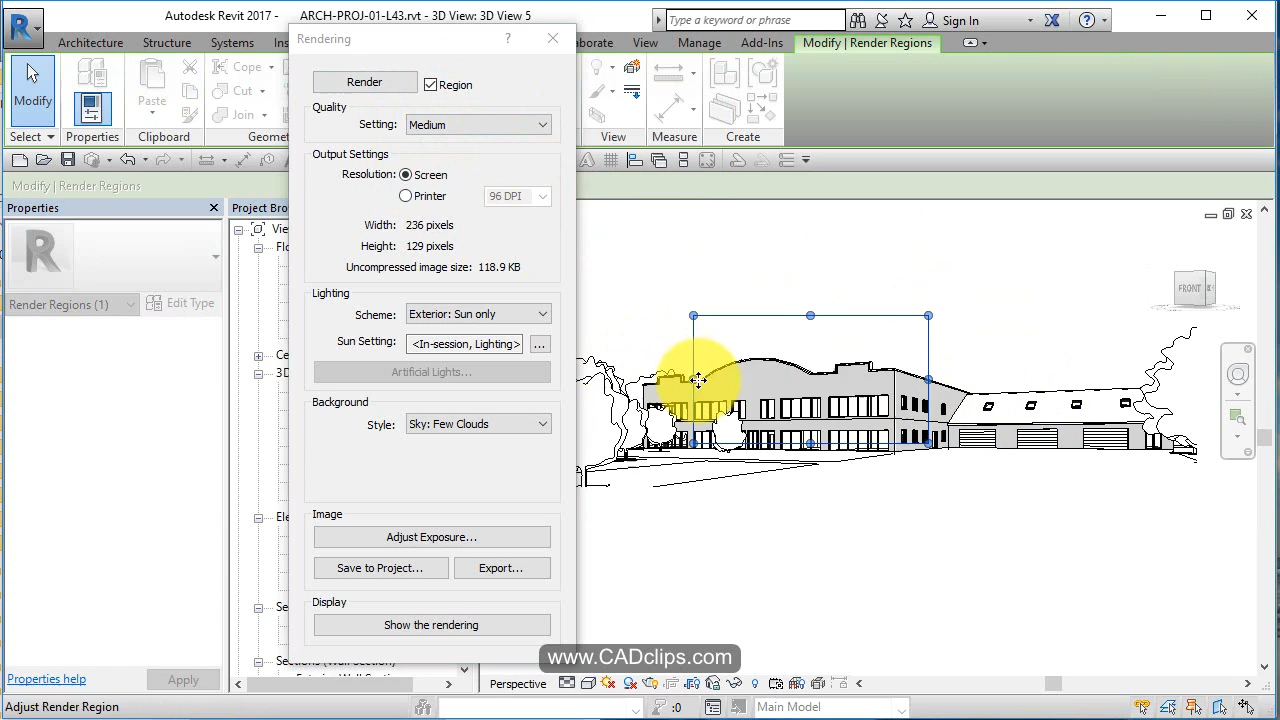 Autodesk Revit 2017 - ARCH-PROJ-01-L43.rvt - 3D View: 3D View 5
Type a keyword or phrase
Sign In
Rendering
Architecture Structure Systems
View Manage Add-Ins Modify | Render Regions
Modify
Paste
Cope
Cut
Join
Select Properties Clipboard
View Measure Create
Render
Region
Quality
Setting: Medium
Output Settings
Resolution: Screen
Printer 96 DPI
Width: 236 pixels
Height: 129 pixels
Uncompressed image size: 118.9 KB
Lighting
Scheme: Exterior: Sun only
Sun Setting: <In-session, Lighting> ...
Artificial Lights...
Background
Style: Sky: Few Clouds
Image
Adjust Exposure...
Save to Project... Export...
Display
Show the rendering
Modify | Render Regions
Properties
R
Render Regions (1)
Edit Type
Properties help
Apply
FRONT
www.CADclips.com
Perspective
Adjust Render Region
:0
Main Model